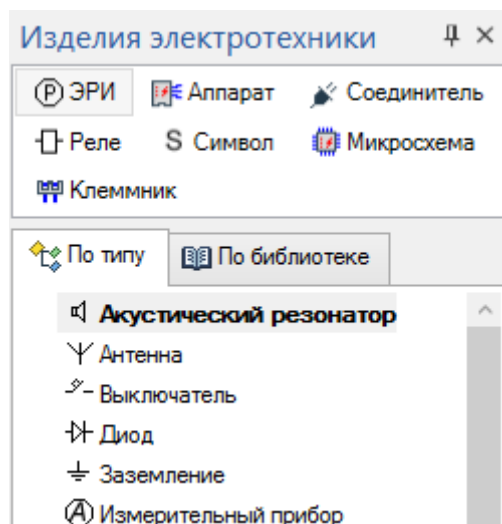 Изделия электротехники
ЭРИ Аппарат Соединитель
Реле S Символ Микросхема
Клеммник
По типу По библиотеке
Акустический резонатор
Антенна
Выключатель
Диод
Заземление
Измерительный прибор